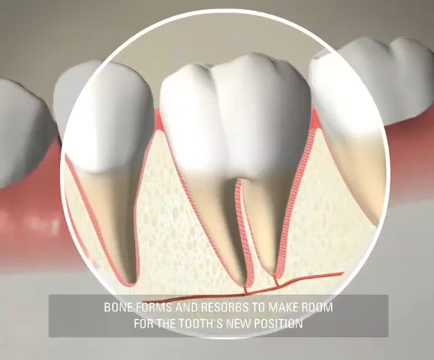 BONE FORMS AND RESORBS TO MAKE ROOM
FOR THE TOOTH S NEW POSITION